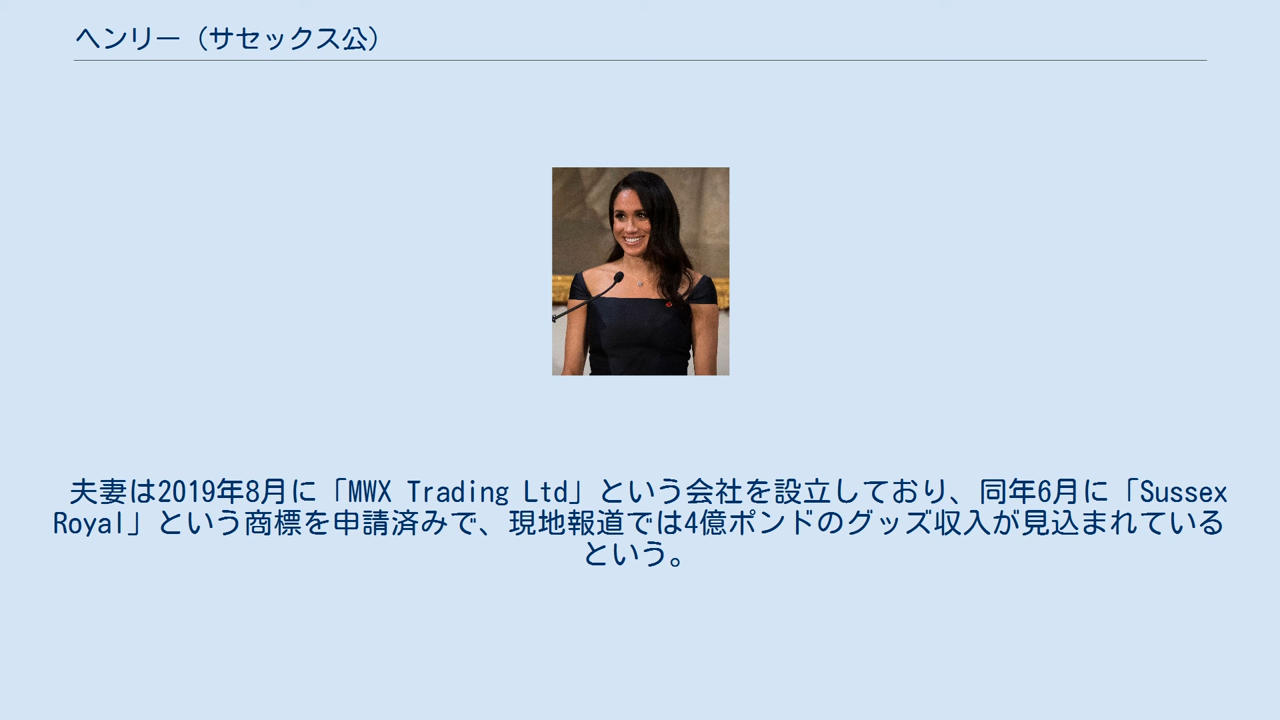 ヘンリー（サセックス公）
夫妻は2019年8月に「MWX Trading Ltd」という会社を設立しており、同年6月に「Sussex
Royal」という商標を申請済みで、現地報道では4億ポンドのグッズ収入が見込まれている
という。